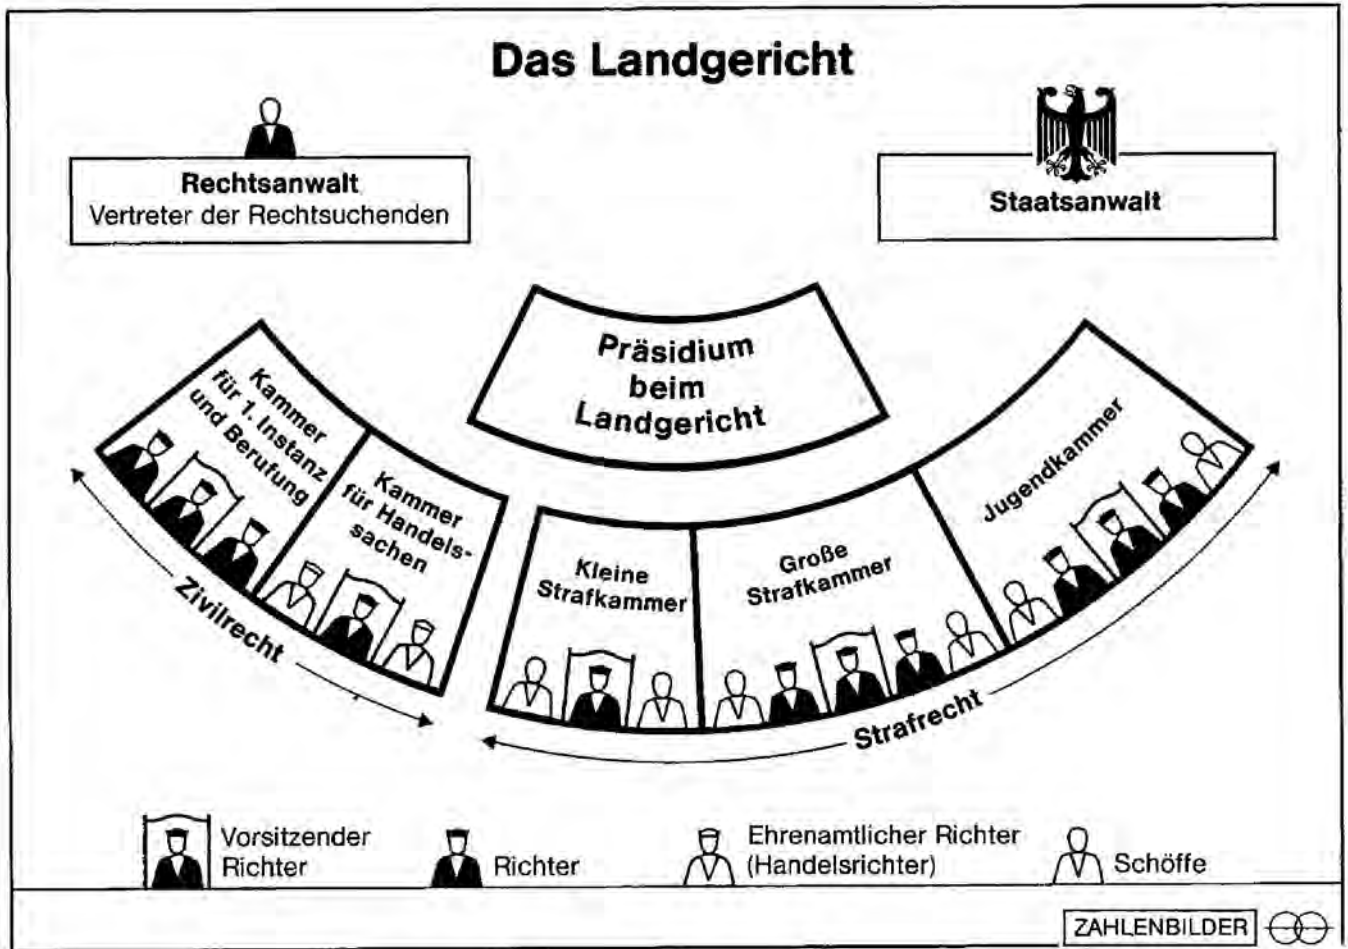 Das Landgericht
Rechtsanwalt
Vertreter der Rechtsuchenden
Staatsanwalt
Präsidium
beim
Landgericht
Kammer
für 1. Instanz
und Berufung
Kammer
für Handels-
sachen
Kleine
Strafkammer
Große
Strafkammer
Jugendkammer
Zivilrecht
Strafrecht
Vorsitzender
Richter
Richter
Ehrenamtlicher Richter
(Handelsrichter)
Schöffe
ZAHLENBILDER